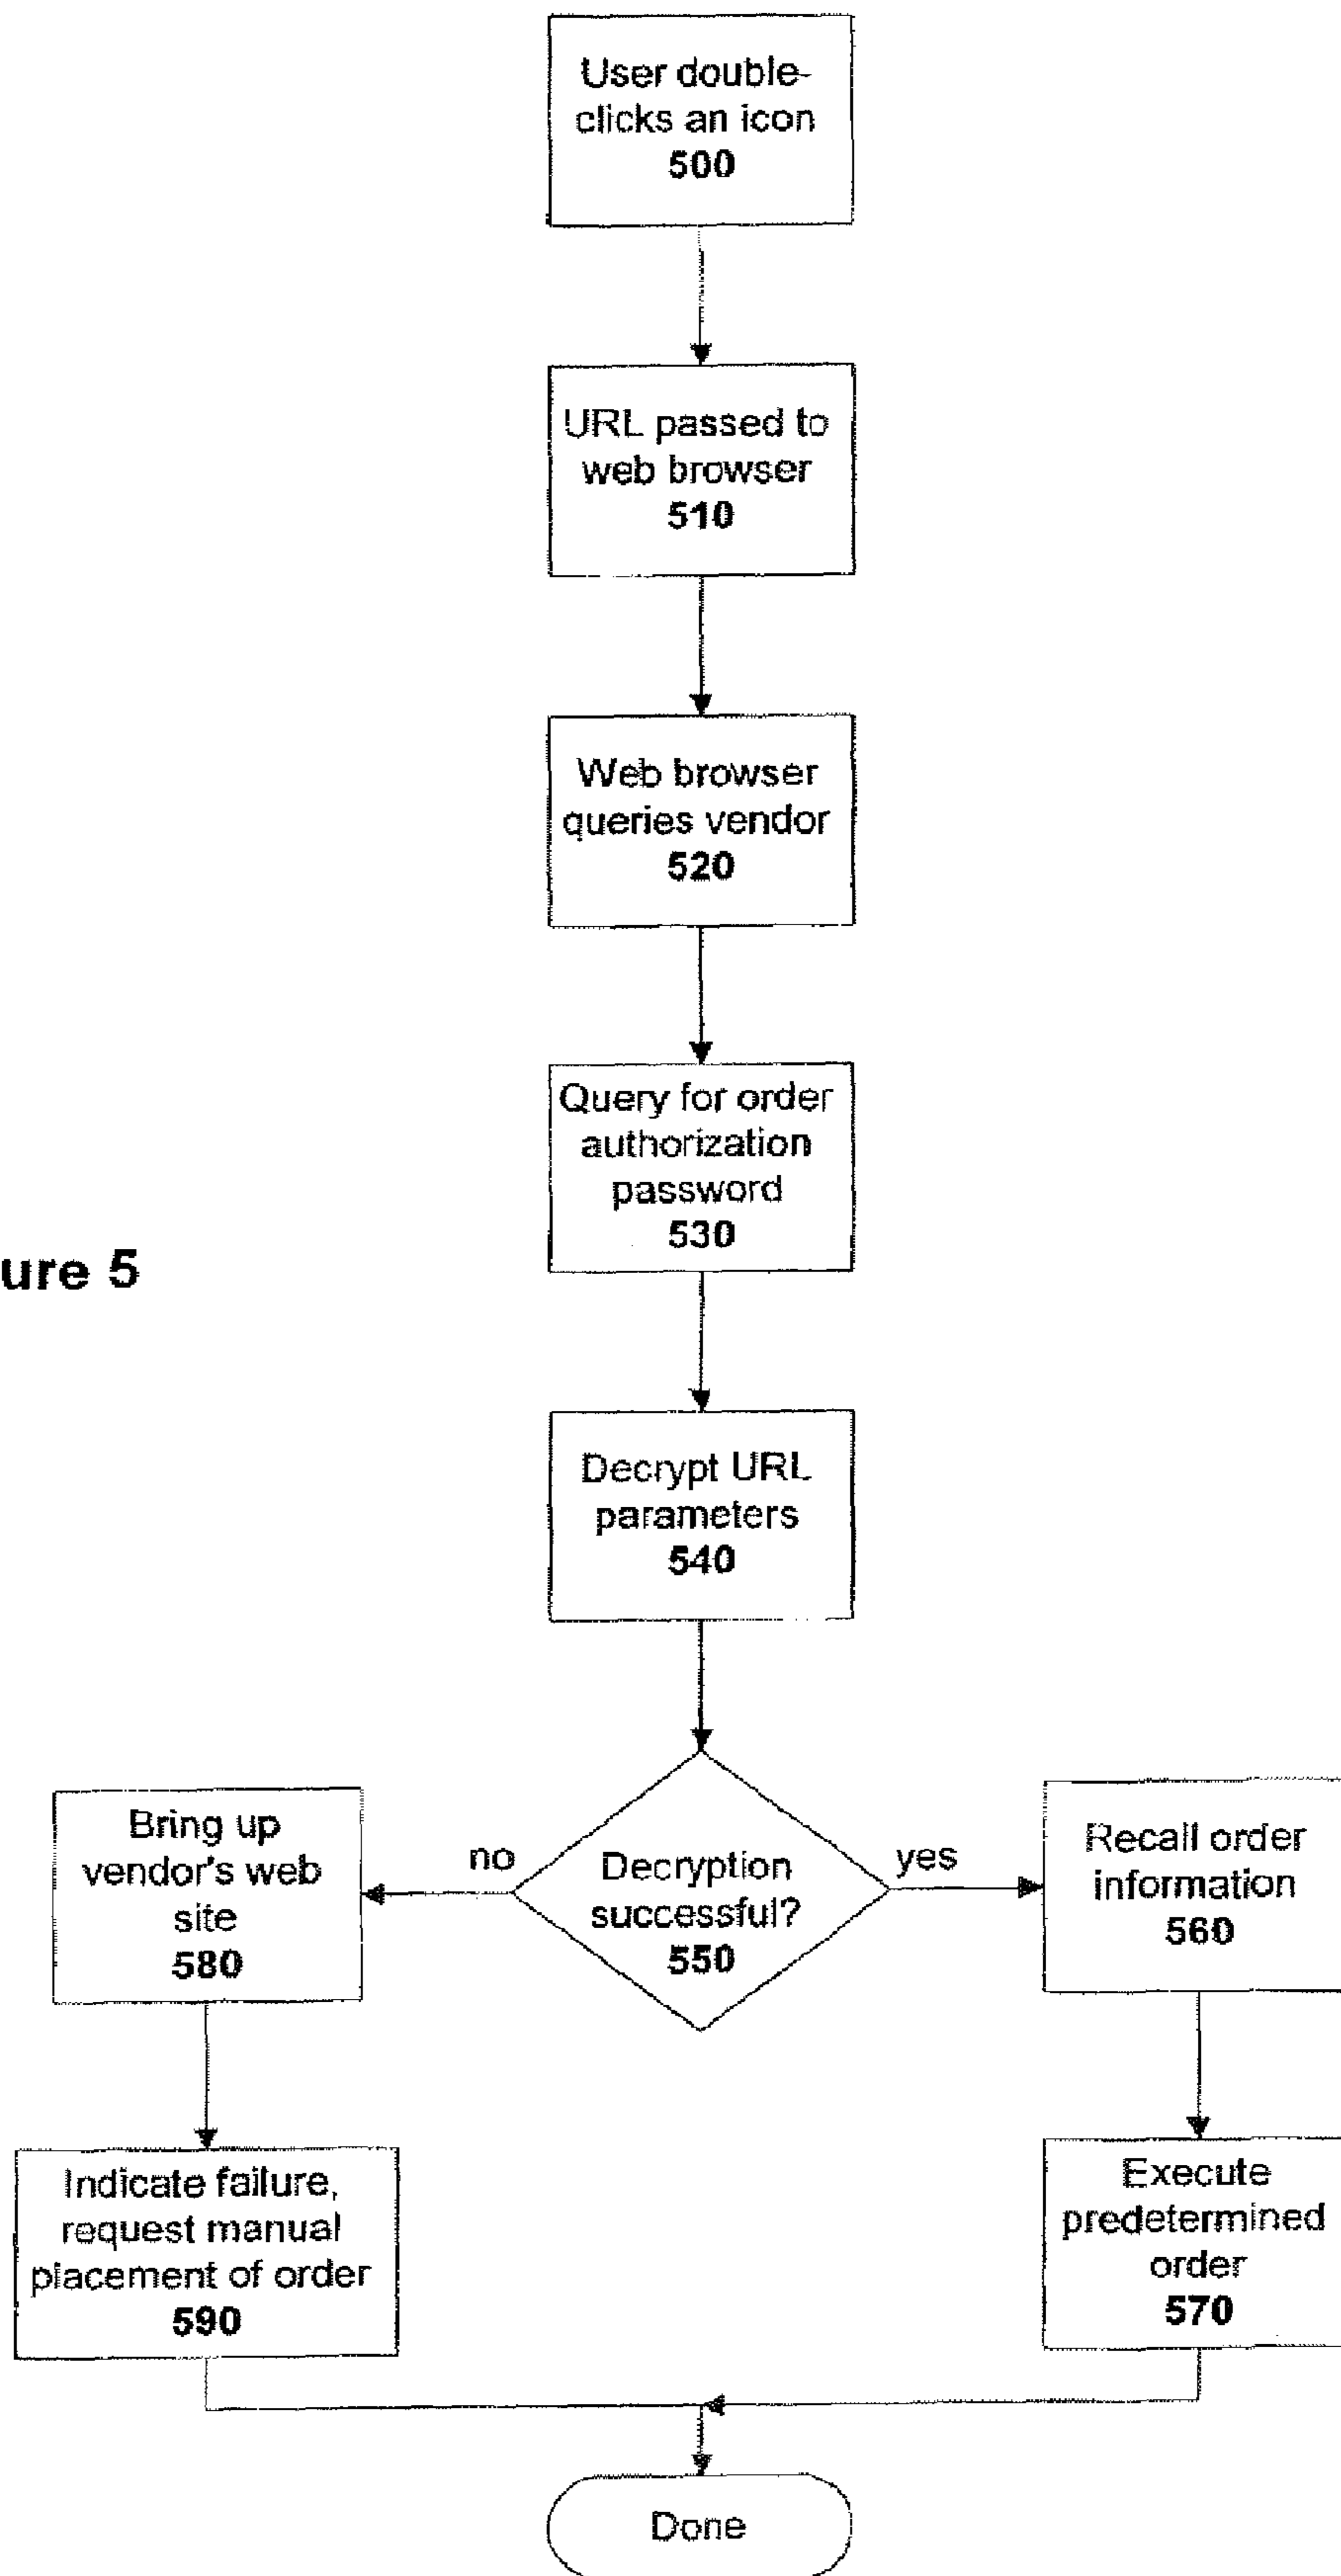 User double-
clicks an icon
500
URL passed to
web browser
510
Web browser
queries vendor
520
Query for order
authorization
password
530
ure 5
Decrypt URL
parameters
540
Decryption
successful?
550
no
yes
Bring up
vendor's web
site
580
Recall order
information
560
Indicate failure,
request manual
placement of order
590
Execute
predetermined
order
570
Done